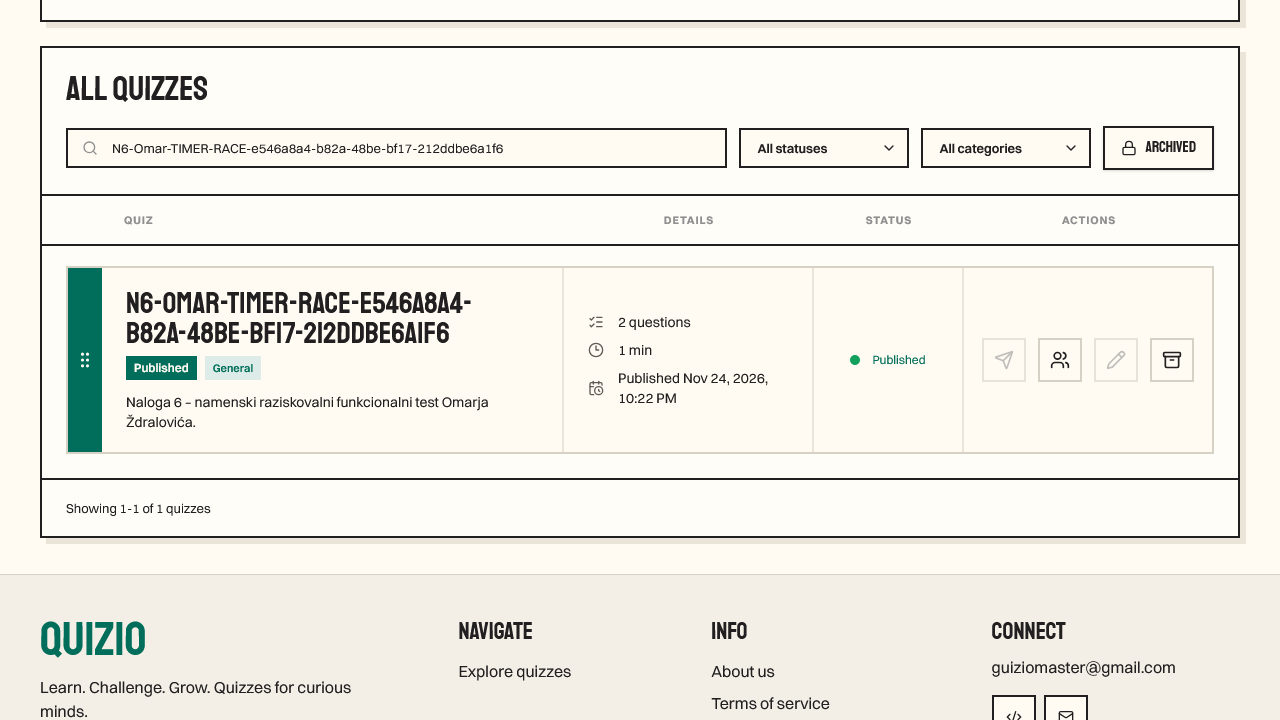 ALL QUIZZES
N6-Omar-TIMER-RACE-e546a8a4-b82a-48be-bf17-212ddbe6a1f6
All statuses
All categories
ARCHIVED
QUIZ
DETAILS
STATUS
ACTIONS
N6-OMAR-TIMER-RACE-E546A8A4-
B82A-48BE-BF17-212DDBE6A1F6
Published
General
Naloga 6 – namenski raziskovalni funkcionalni test Omarja
Ždralovića.
2 questions
1 min
Published Nov 24, 2026,
10:22 PM
Published
Showing 1-1 of 1 quizzes
QUIZIO
Learn. Challenge. Grow. Quizzes for curious
minds.
NAVIGATE
Explore quizzes
INFO
About us
Terms of service
CONNECT
guiziomaster@gmail.com